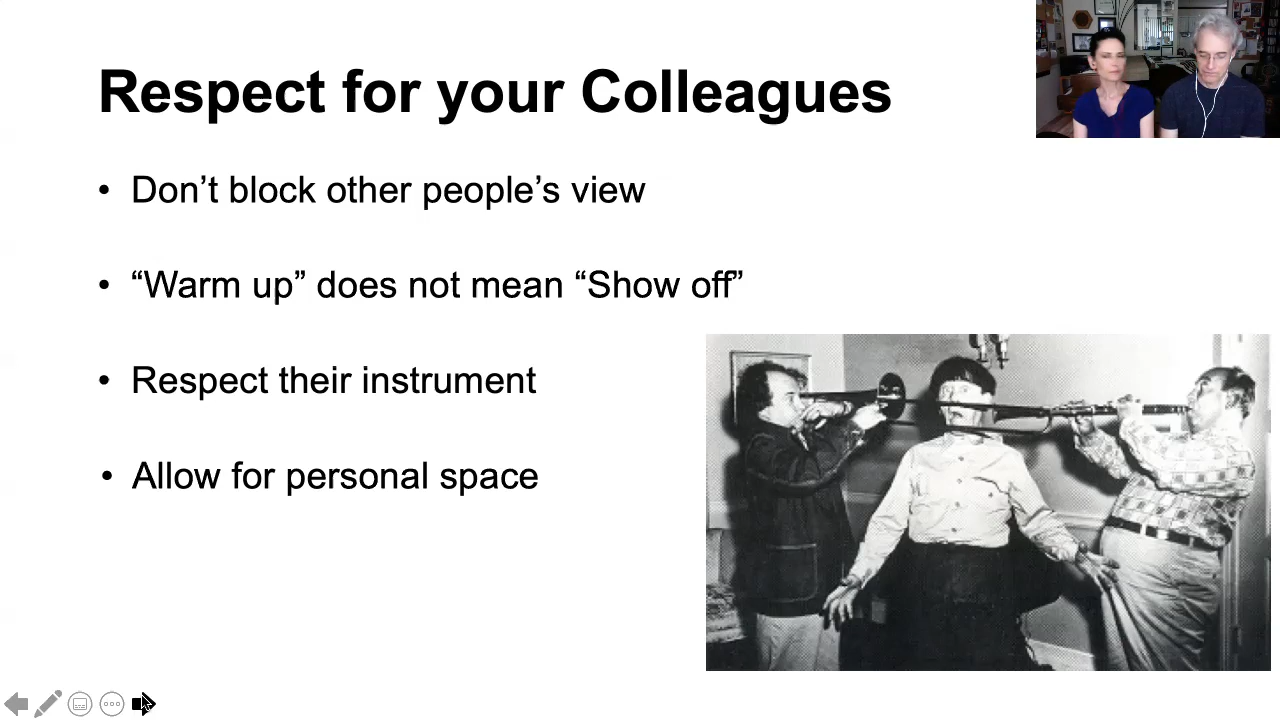 Respect for your Colleagues
• Don’t block other people’s view
• “Warm up” does not mean “Show off”
• Respect their instrument
• Allow for personal space